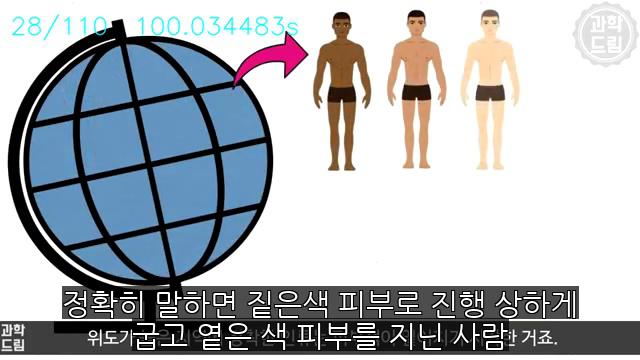 28/110 100.034483s
과학
드림
정확히 말하면 짙은색 피부로 진행 상하게
굽고 옅은 색 피부를 지닌 사람
과학
드림
위도가
한 거죠.